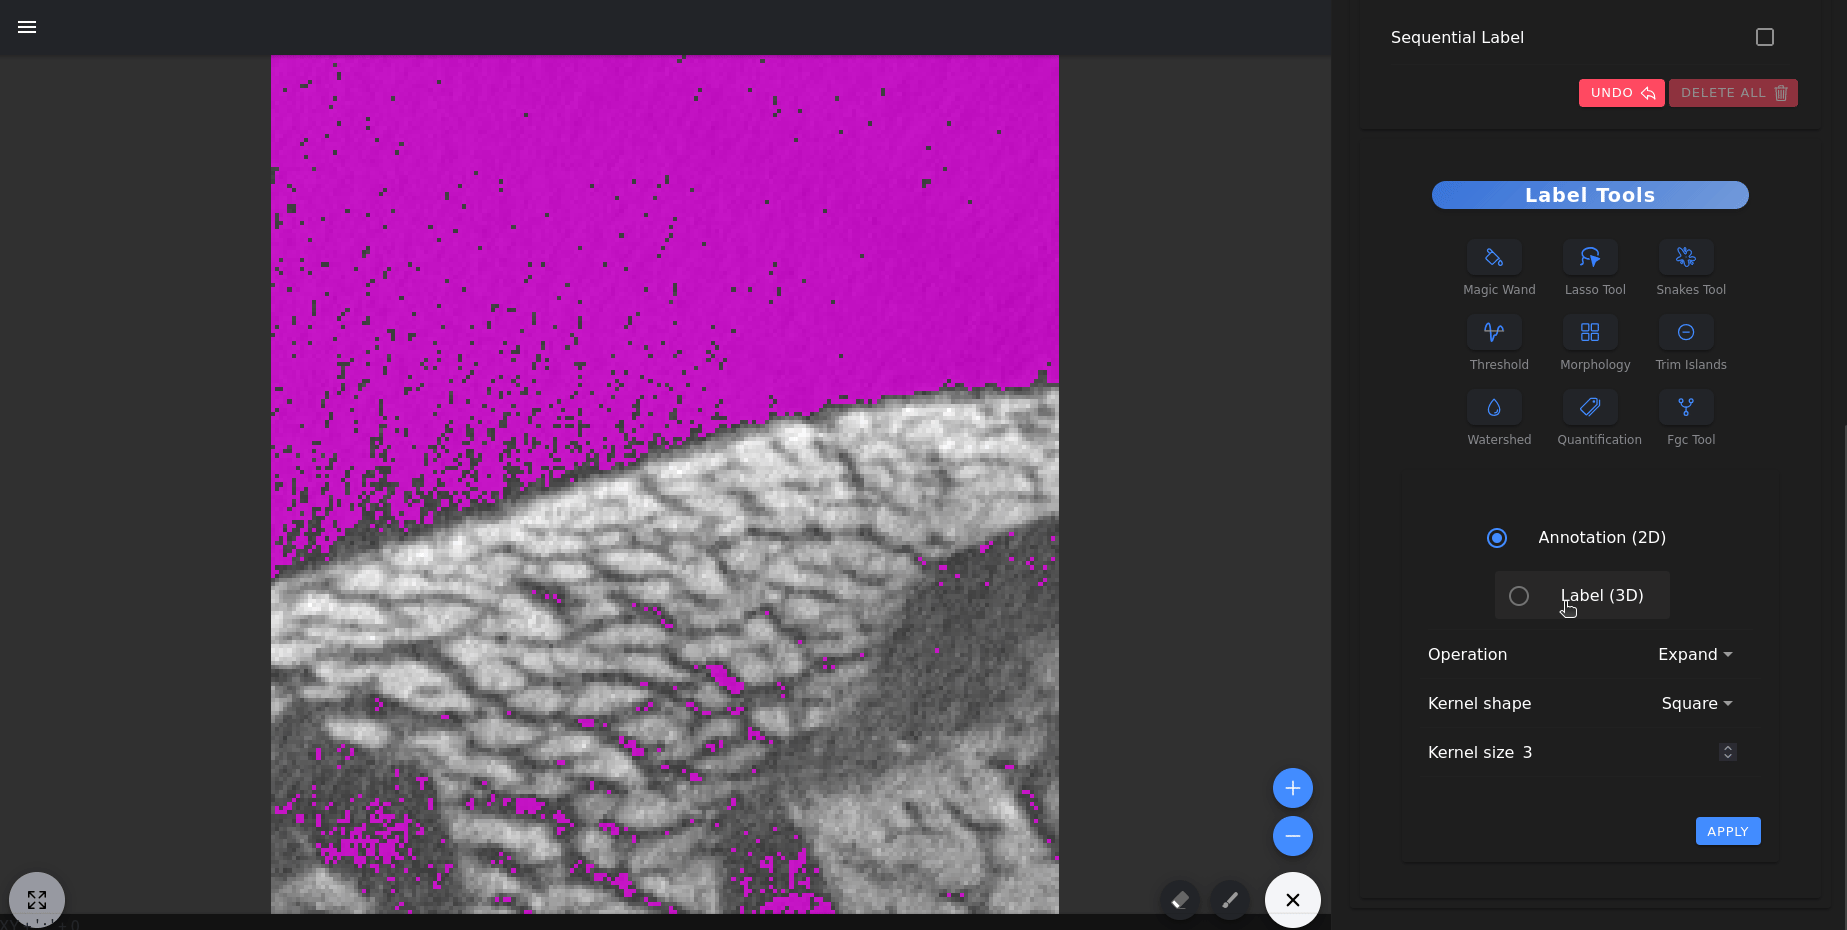 Sequential Label
UNDO DELETE ALL
Label Tools
Magic Wand Lasso Tool Snakes Tool
Threshold Morphology Trim Islands
Watershed Quantification Fgc Tool
Annotation (2D)
Label (3D)
Operation Expand
Kernel shape Square
Kernel size 3
APPLY